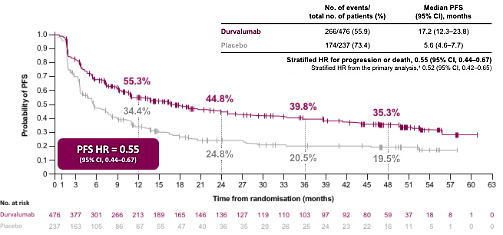 No. of events/ Median PFS
total no. of patients (%) (95% CI), months
Durvalumab 266/476 (55.9) 17.2 (12.3–23.8)
Placebo 174/237 (73.4) 5.6 (4.6–7.7)
Stratified HR for progression or death, 0.55 (95% CI, 0.44–0.67)
Stratified HR from the primary analysis,¹ 0.52 (95% CI, 0.42–0.65)
Probability of PFS
1.0
0.9
0.8
0.7
0.6
0.5
0.4
0.3
0.2
0.1
0
55.3%
34.4%
44.8%
24.8%
39.8%
20.5%
35.3%
19.5%
PFS HR = 0.55
(95% CI, 0.44–0.67)
0 1 3 6 9 12 15 18 21 24 27 30 33 36 39 42 45 48 51 54 57 60 63
Time from randomisation (months)
No. at risk
Durvalumab 476 377 301 266 213 189 165 146 136 127 119 110 103 97 92 80 59 37 18 8 1 0
Placebo 237 163 105 86 67 55 47 40 36 35 29 26 25 24 23 22 16 11 5 1 0